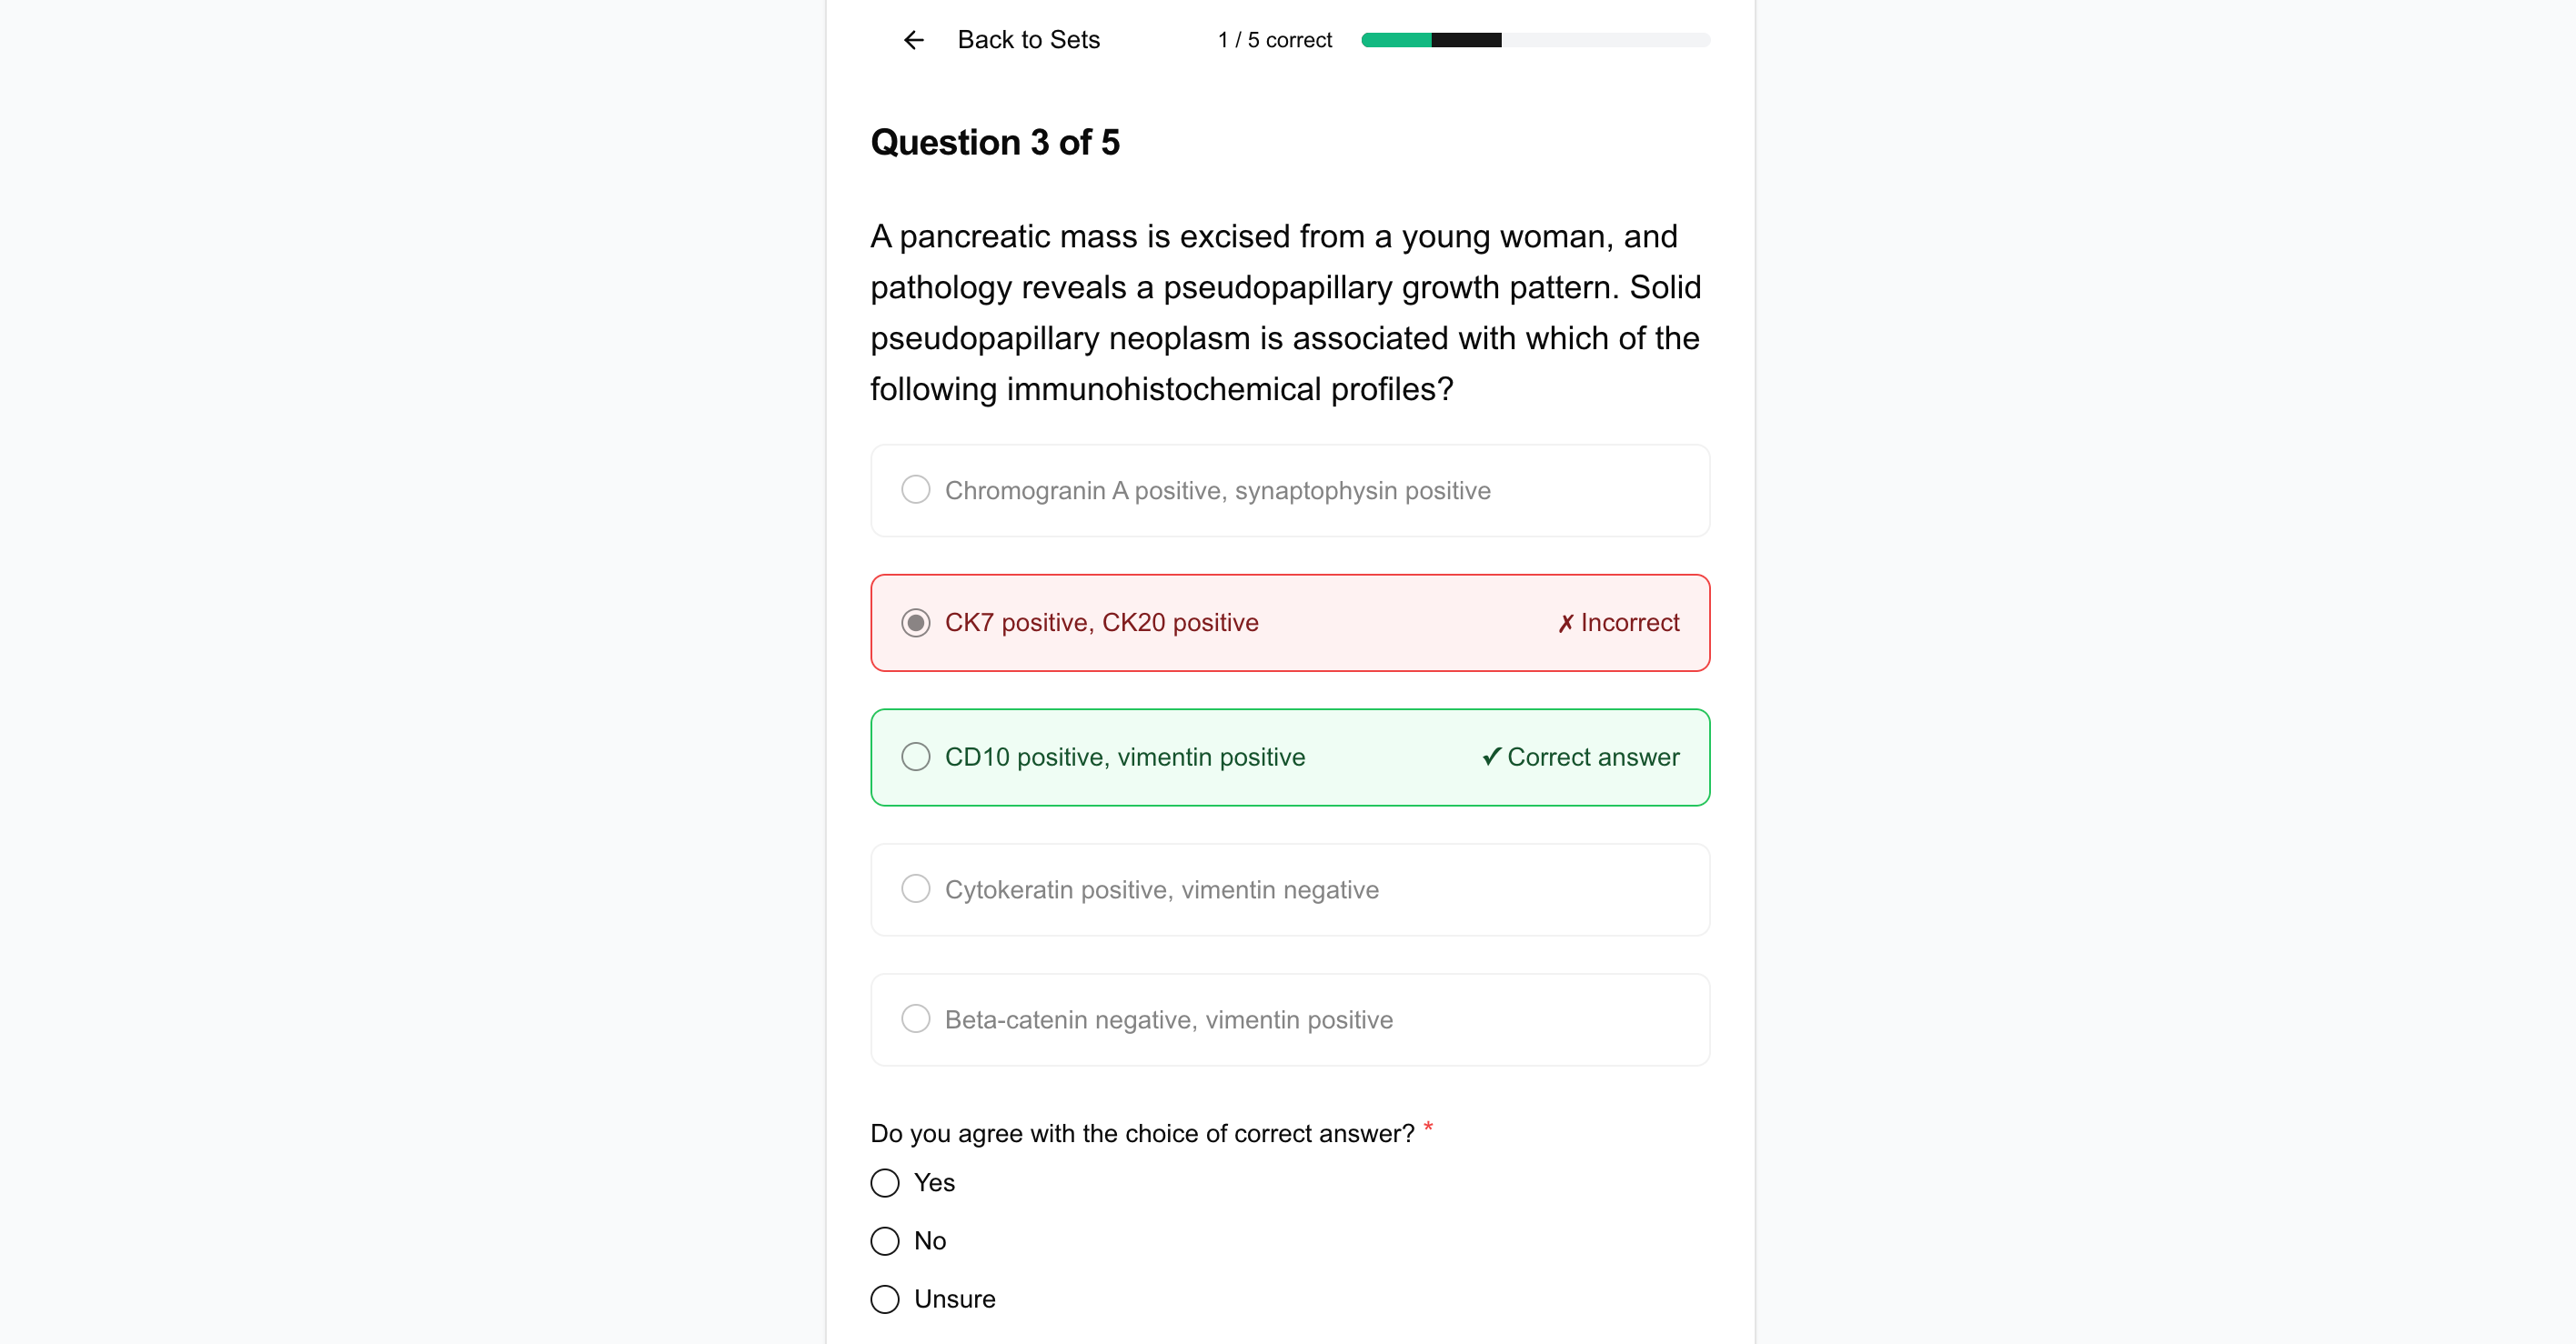 ← Back to Sets
1 / 5 correct
Question 3 of 5
A pancreatic mass is excised from a young woman, and
pathology reveals a pseudopapillary growth pattern. Solid
pseudopapillary neoplasm is associated with which of the
following immunohistochemical profiles?
Chromogranin A positive, synaptophysin positive
CK7 positive, CK20 positive ✗ Incorrect
CD10 positive, vimentin positive ✓ Correct answer
Cytokeratin positive, vimentin negative
Beta-catenin negative, vimentin positive
Do you agree with the choice of correct answer? *
Yes
No
Unsure